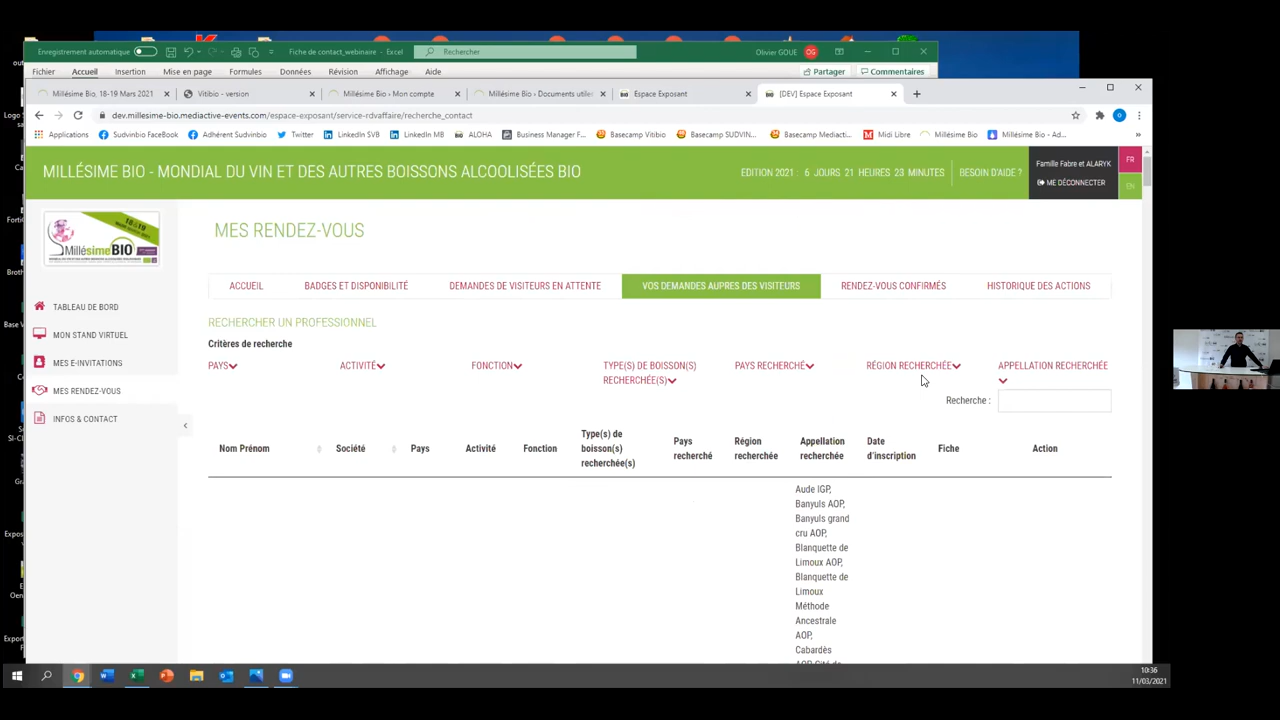 Enregistrement automatique
Fiche de contact_webinaire - Excel
Rechercher
Olivier GOUE OG
Fichier Accueil Insertion Mise en page Formules Données Révision Affichage Aide
Partager Commentaires
Millésime Bio, 18-19 Mars 2021
Vitibio - version
Millésime Bio › Mon compte
Millésime Bio › Documents utiles
Espace Exposant
[DEV] Espace Exposant
dev.millesime-bio.mediactive-events.com/espace-exposant/service-rdvaffaire/recherche_contact
Applications Sudvinbio FaceBook Adhérent Sudvinbio Twitter LinkedIn SVB LinkedIn MB ALOHA Business Manager F... Basecamp Vitibio Basecamp SUDVIN... Basecamp Mediacti... Midi Libre Millésime Bio Millésime Bio - Ad...
MILLÉSIME BIO - MONDIAL DU VIN ET DES AUTRES BOISSONS ALCOOLISÉES BIO
EDITION 2021 : 6 JOURS 21 HEURES 23 MINUTES
BESOIN D'AIDE ?
Famille Fabre et ALARYK
ME DÉCONNECTER
FR
EN
18 &19
MillésimeBIO
TABLEAU DE BORD
MON STAND VIRTUEL
MES E-INVITATIONS
MES RENDEZ-VOUS
INFOS & CONTACT
MES RENDEZ-VOUS
ACCUEIL BADGES ET DISPONIBILITÉ DEMANDES DE VISITEURS EN ATTENTE VOS DEMANDES AUPRES DES VISITEURS RENDEZ-VOUS CONFIRMÉS HISTORIQUE DES ACTIONS
RECHERCHER UN PROFESSIONNEL
Critères de recherche
PAYS
ACTIVITÉ
FONCTION
TYPE(S) DE BOISSON(S)
RECHERCHÉE(S)
PAYS RECHERCHÉ
RÉGION RECHERCHÉE
APPELLATION RECHERCHÉE
Recherche :
Nom Prénom
Société
Pays
Activité
Fonction
Type(s) de
boisson(s)
recherchée(s)
Pays
recherché
Région
recherchée
Appellation
recherchée
Date
d'inscription
Fiche
Action
Aude IGP,
Banyuls AOP,
Banyuls grand
cru AOP,
Blanquette de
Limoux AOP,
Blanquette de
Limoux
Méthode
Ancestrale
AOP,
Cabardès
10:36
11/03/2021